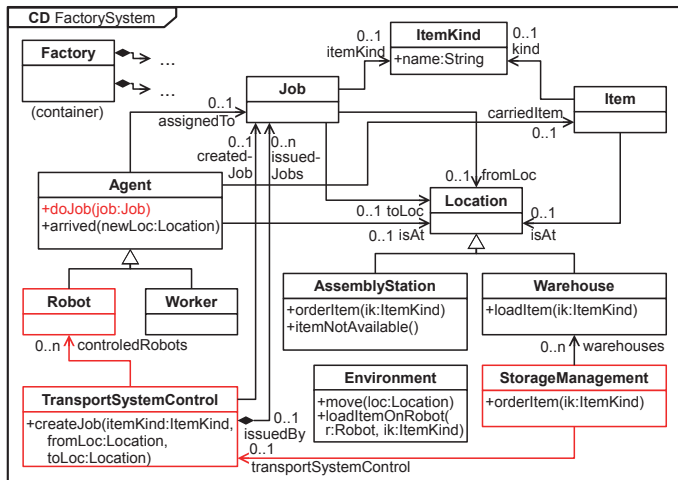 CD FactorySystem
Factory
...
...
(container)
0..1
itemKind
ItemKind
+name:String
0..1
kind
Job
Item
0..1
assignedTo
0..1
created-
Job
0..n
issued-
Jobs
carriedItem
0..1
Agent
+doJob(job:Job)
+arrived(newLoc:Location)
0..1
fromLoc
Location
0..1 toLoc
0..1
isAt
0..1
isAt
Robot
Worker
AssemblyStation
+orderItem(ik:ItemKind)
+itemNotAvailable()
Warehouse
+loadItem(ik:ItemKind)
0..n
controledRobots
0..n
warehouses
TransportSystemControl
+createJob(itemKind:ItemKind,
fromLoc:Location,
toLoc:Location)
0..1
issuedBy
Environment
+move(loc:Location)
+loadItemOnRobot(
r:Robot, ik:ItemKind)
StorageManagement
+orderItem(ik:ItemKind)
0..1
transportSystemControl